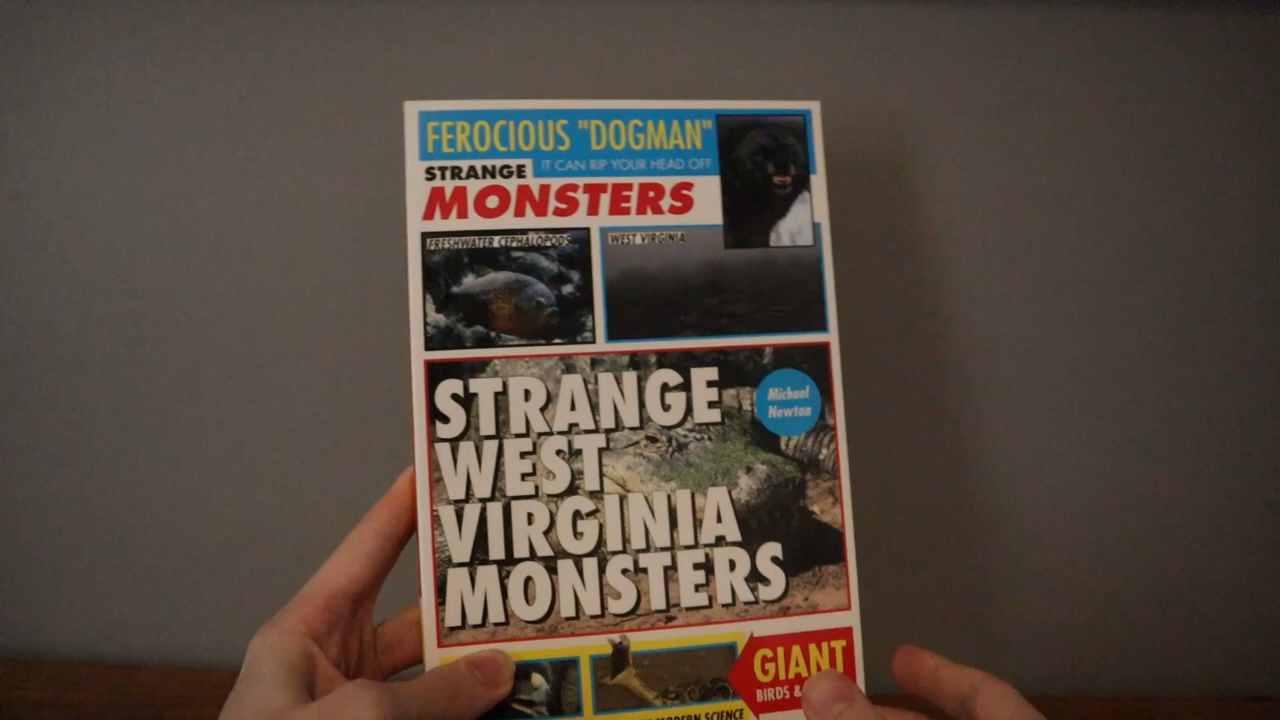 FEROCIOUS "DOGMAN"
IT CAN RIP YOUR HEAD OFF
STRANGE
MONSTERS
FRESHWATER CEPHALOPODS
WEST VIRGINIA
STRANGE
WEST
VIRGINIA
MONSTERS
Michael
Newton
GIANT
BIRDS &
MODERN SCIENCE